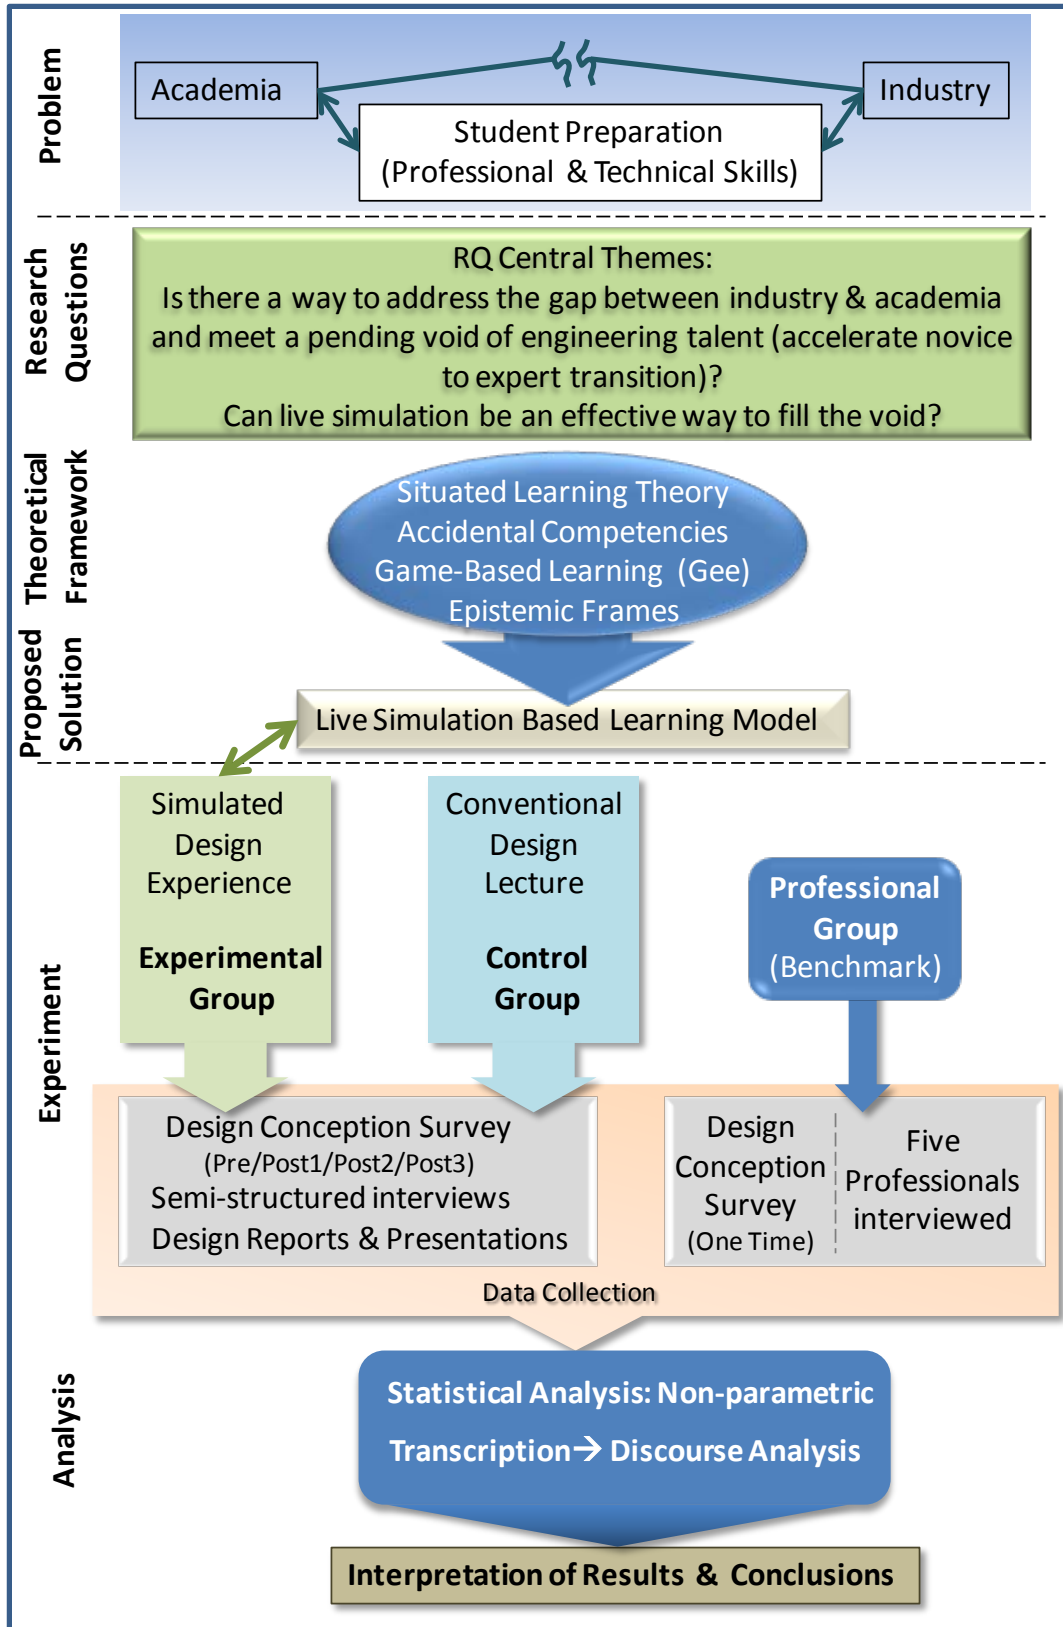 Problem
Academia
Industry
Student Preparation
(Professional & Technical Skills)
Research
Questions
RQ Central Themes:
Is there a way to address the gap between industry & academia
and meet a pending void of engineering talent (accelerate novice
to expert transition)?
Can live simulation be an effective way to fill the void?
Theoretical
Framework
Situated Learning Theory
Accidental Competencies
Game-Based Learning (Gee)
Epistemic Frames
Proposed
Solution
Live Simulation Based Learning Model
Experiment
Simulated
Design
Experience
Experimental
Group
Conventional
Design
Lecture
Control
Group
Professional
Group
(Benchmark)
Design Conception Survey
(Pre/Post1/Post2/Post3)
Semi-structured interviews
Design Reports & Presentations
Design
Conception
Survey
(One Time)
Five
Professionals
interviewed
Data Collection
Analysis
Statistical Analysis: Non-parametric
Transcription→ Discourse Analysis
Interpretation of Results & Conclusions